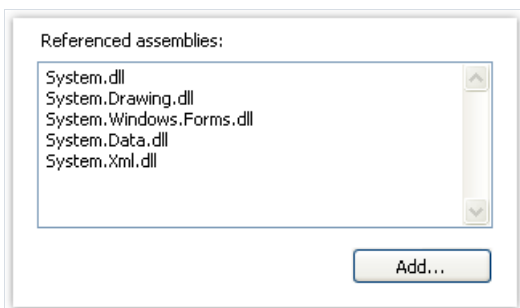 Referenced assemblies:
System.dll
System.Drawing.dll
System.Windows.Forms.dll
System.Data.dll
System.Xml.dll
Add...